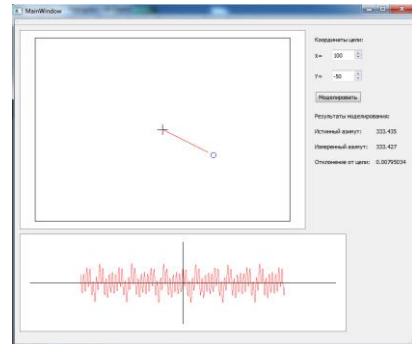 MainWindow
Координаты цели:
X= 100
Y= -50
Моделировать
Результаты моделирования:
Истинный азимут: 333.435
Измеренный азимут: 333.427
Отклонение от цели: 0.00795034